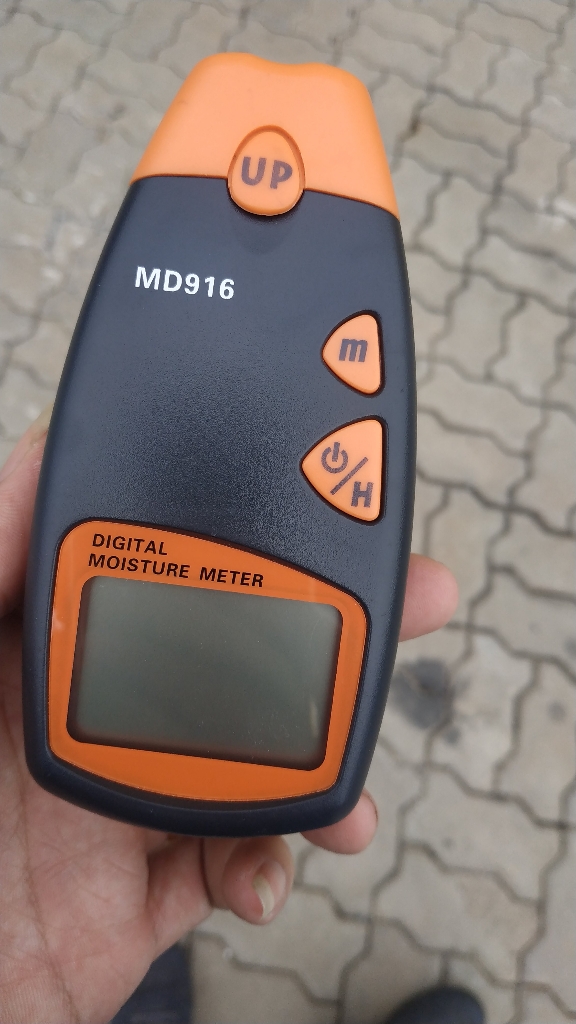 UP
MD916
m
⏻/H
DIGITAL
MOISTURE METER